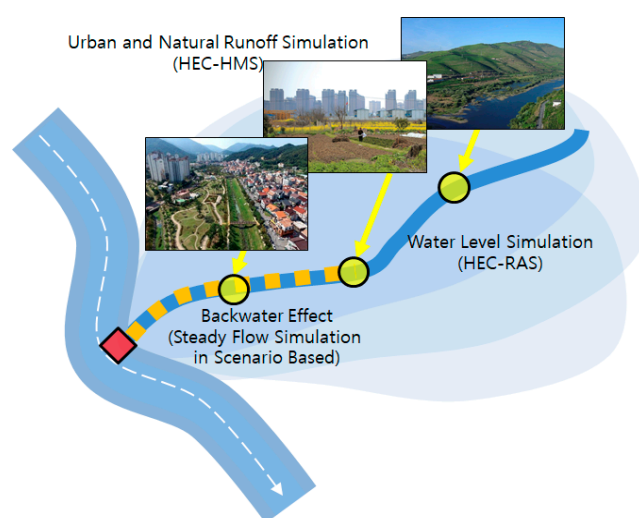 Urban and Natural Runoff Simulation
(HEC-HMS)
Water Level Simulation
(HEC-RAS)
Backwater Effect
(Steady Flow Simulation
in Scenario Based)